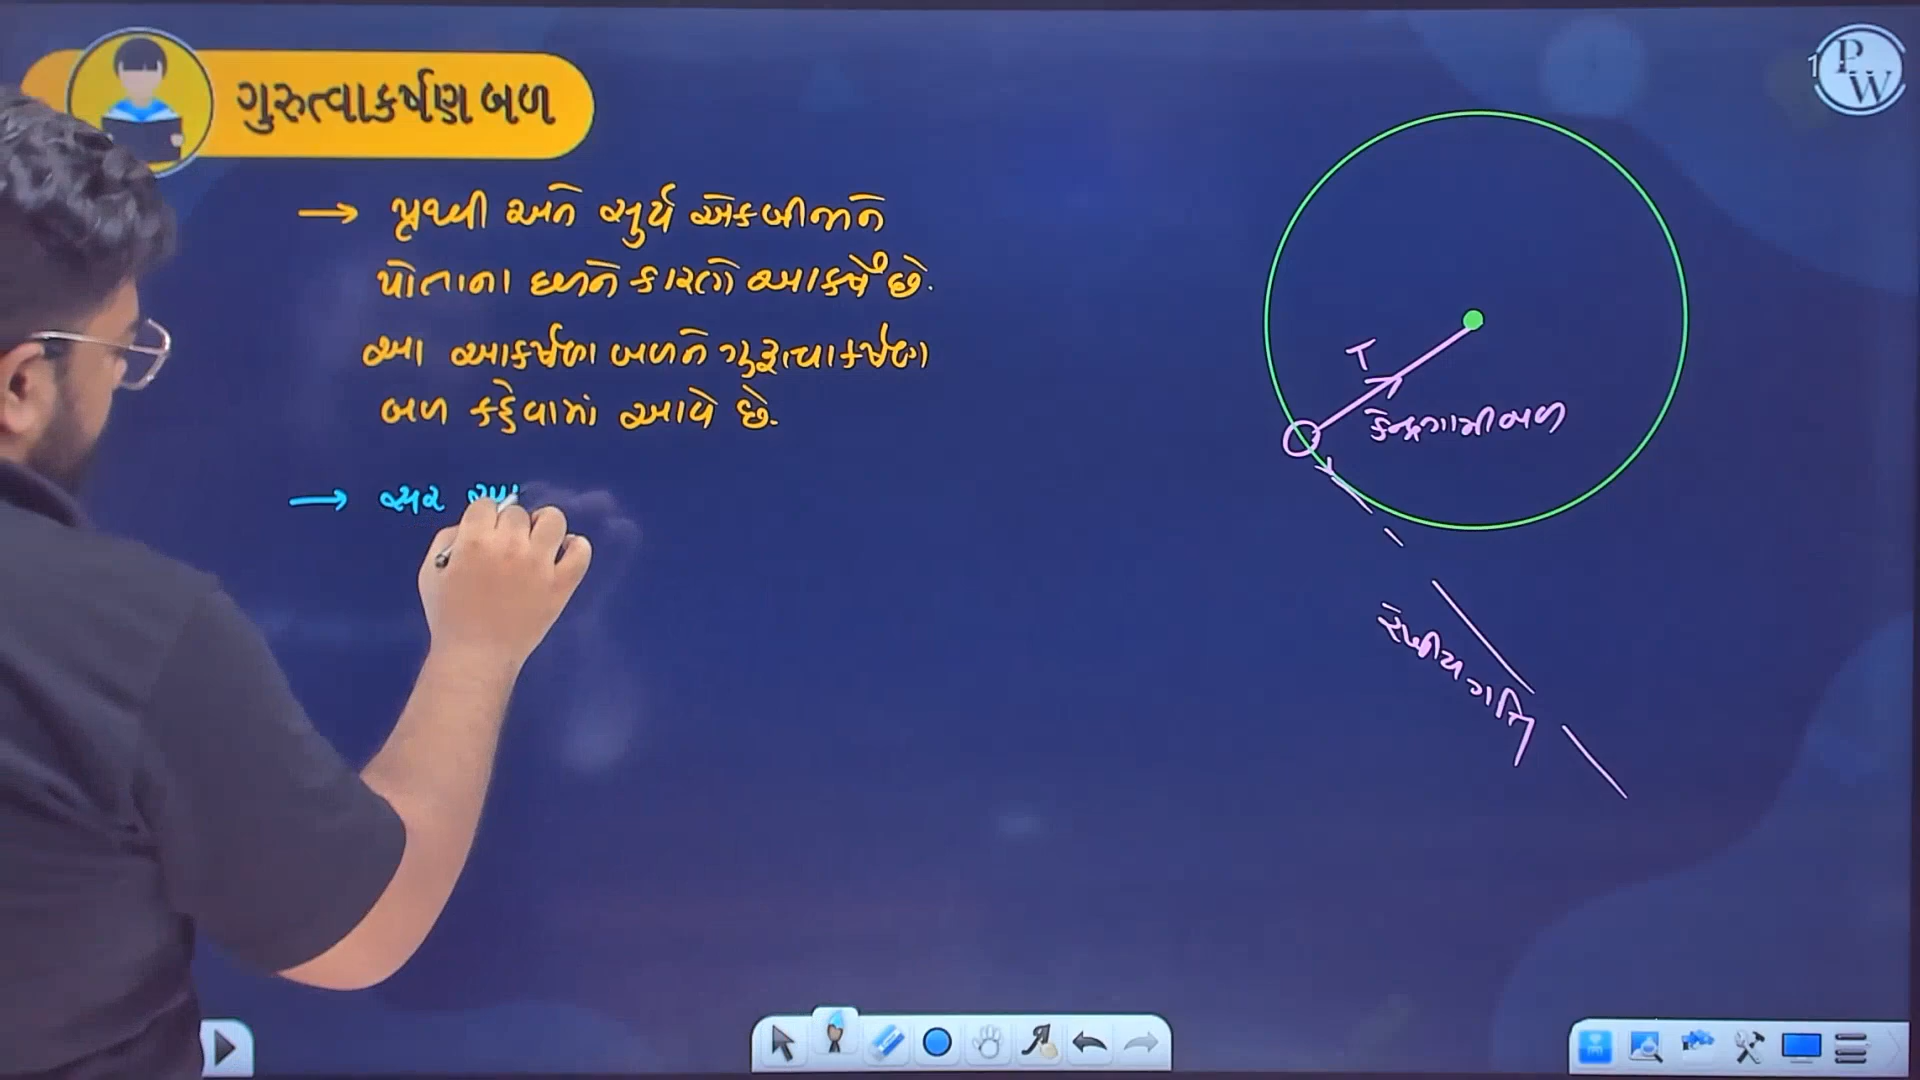 ગુરુત્વાકર્ષણ બળ
P
W
1
→ પૃથ્વી અને સુર્ય એકબીજાને
પોતાના દળને કારણે આકર્ષે છે.
આ આકર્ષણ બળને ગુરૂત્વાકર્ષણ
બળ કહેવામાં આવે છે.
→ સર
T
કેન્દ્રગામી બળ
રેખીય ગતિ